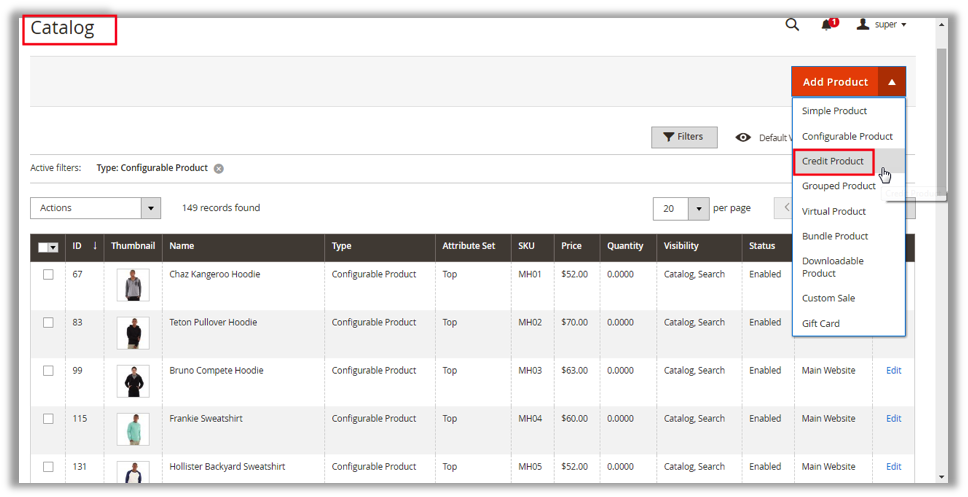 Catalog
1
super
Add Product
Simple Product
Configurable Product
Credit Product
Grouped Product
Virtual Product
Bundle Product
Downloadable
Product
Custom Sale
Gift Card
Filters
Default
Active filters: Type: Configurable Product
Actions 149 records found 20 per page
ID Thumbnail Name Type Attribute Set SKU Price Quantity Visibility Status
67 Chaz Kangeroo Hoodie Configurable Product Top MH01 $52.00 0.0000 Catalog, Search Enabled
83 Teton Pullover Hoodie Configurable Product Top MH02 $70.00 0.0000 Catalog, Search Enabled
99 Bruno Compete Hoodie Configurable Product Top MH03 $63.00 0.0000 Catalog, Search Enabled Main Website Edit
115 Frankie Sweatshirt Configurable Product Top MH04 $60.00 0.0000 Catalog, Search Enabled Main Website Edit
131 Hollister Backyard Sweatshirt Configurable Product Top MH05 $52.00 0.0000 Catalog, Search Enabled Main Website Edit